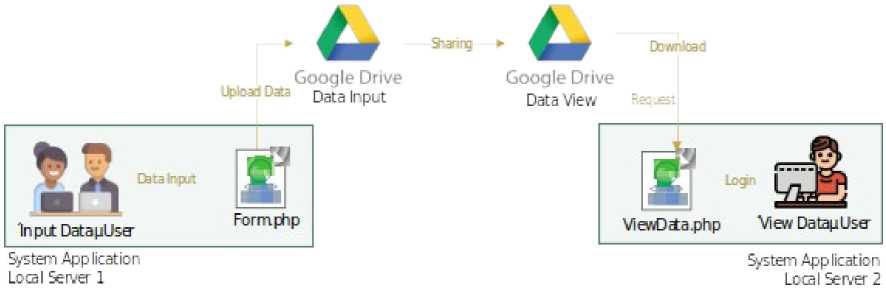 Sharing
Download
Google Drive
Data Input
Google Drive
Data View
Upload Data
Request
Data Input
Login
Form.php
ViewData.php
"Input DataµUser
"View DataµUser
System Application
Local Server 1
System Application
Local Server 2